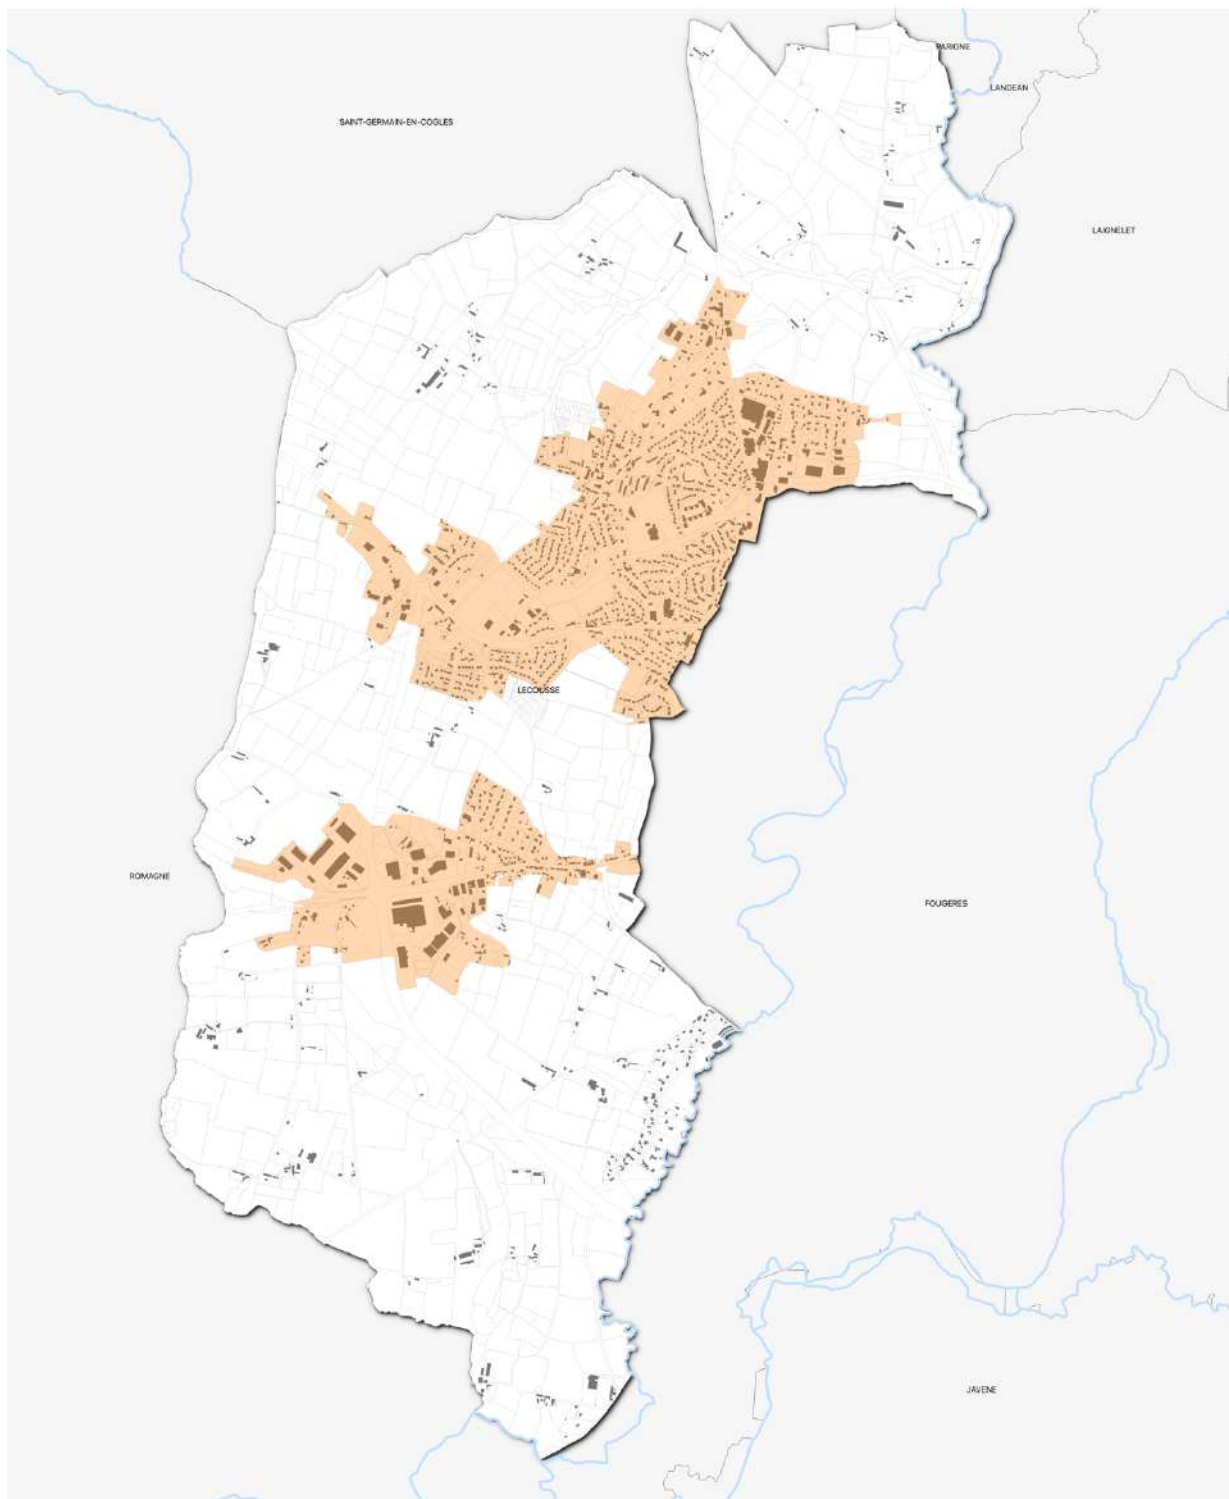 PARIGNE
LANDEAN
SAINT-GERMAIN-EN-COGLES
LAIGNELET
LECOUSSE
ROMAGNE
FOUGERES
JAVENE